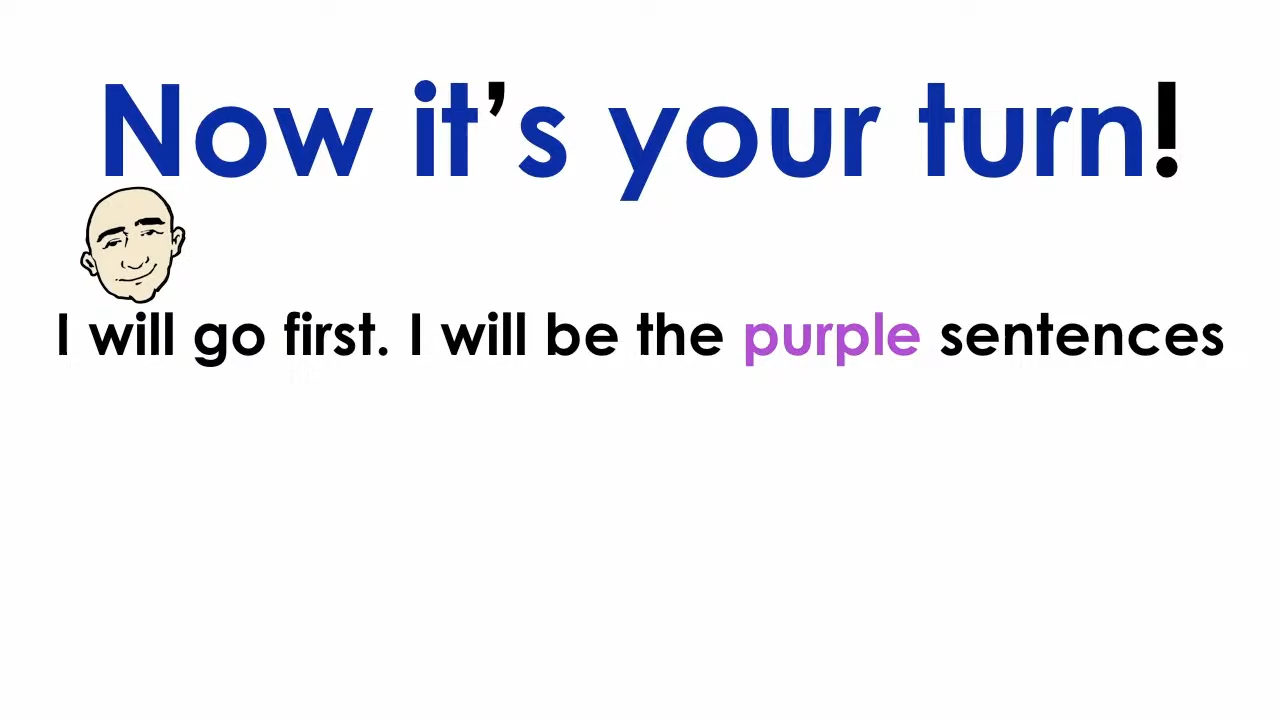 Now it’s your turn!
I will go first. I will be the purple sentences